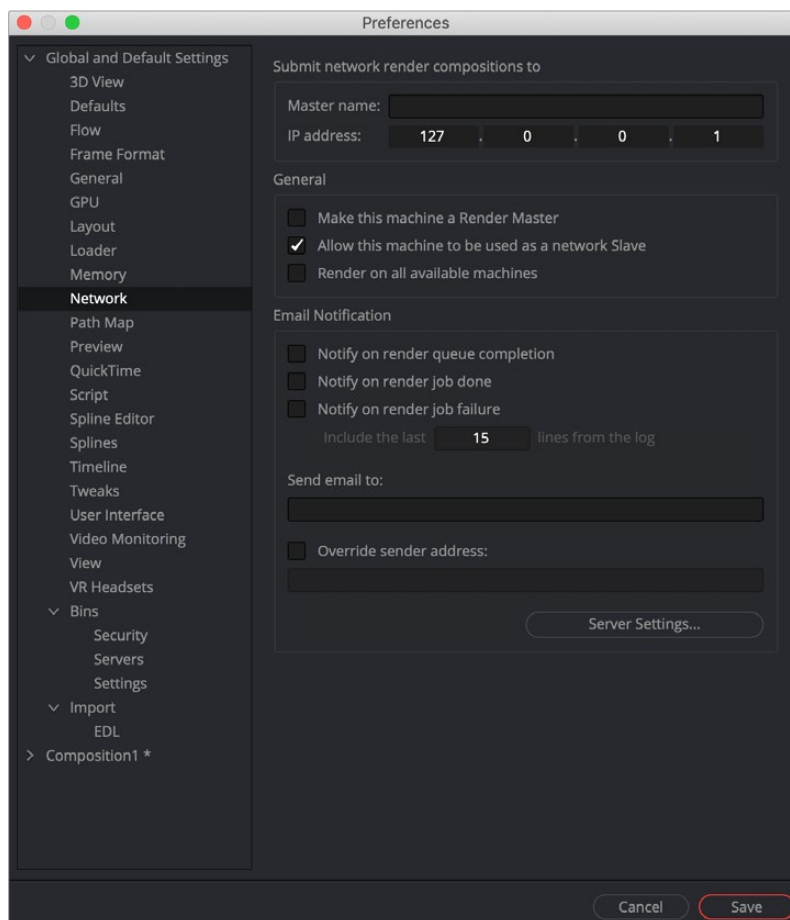 Preferences
Global and Default Settings
3D View
Defaults
Flow
Frame Format
General
GPU
Layout
Loader
Memory
Network
Path Map
Preview
QuickTime
Script
Spline Editor
Splines
Timeline
Tweaks
User Interface
Video Monitoring
View
VR Headsets
Bins
Security
Servers
Settings
Import
EDL
Composition1 *
Submit network render compositions to
Master name:
IP address: 127 . 0 . 0 . 1
General
Make this machine a Render Master
Allow this machine to be used as a network Slave
Render on all available machines
Email Notification
Notify on render queue completion
Notify on render job done
Notify on render job failure
Include the last 15 lines from the log
Send email to:
Override sender address:
Server Settings...
Cancel Save